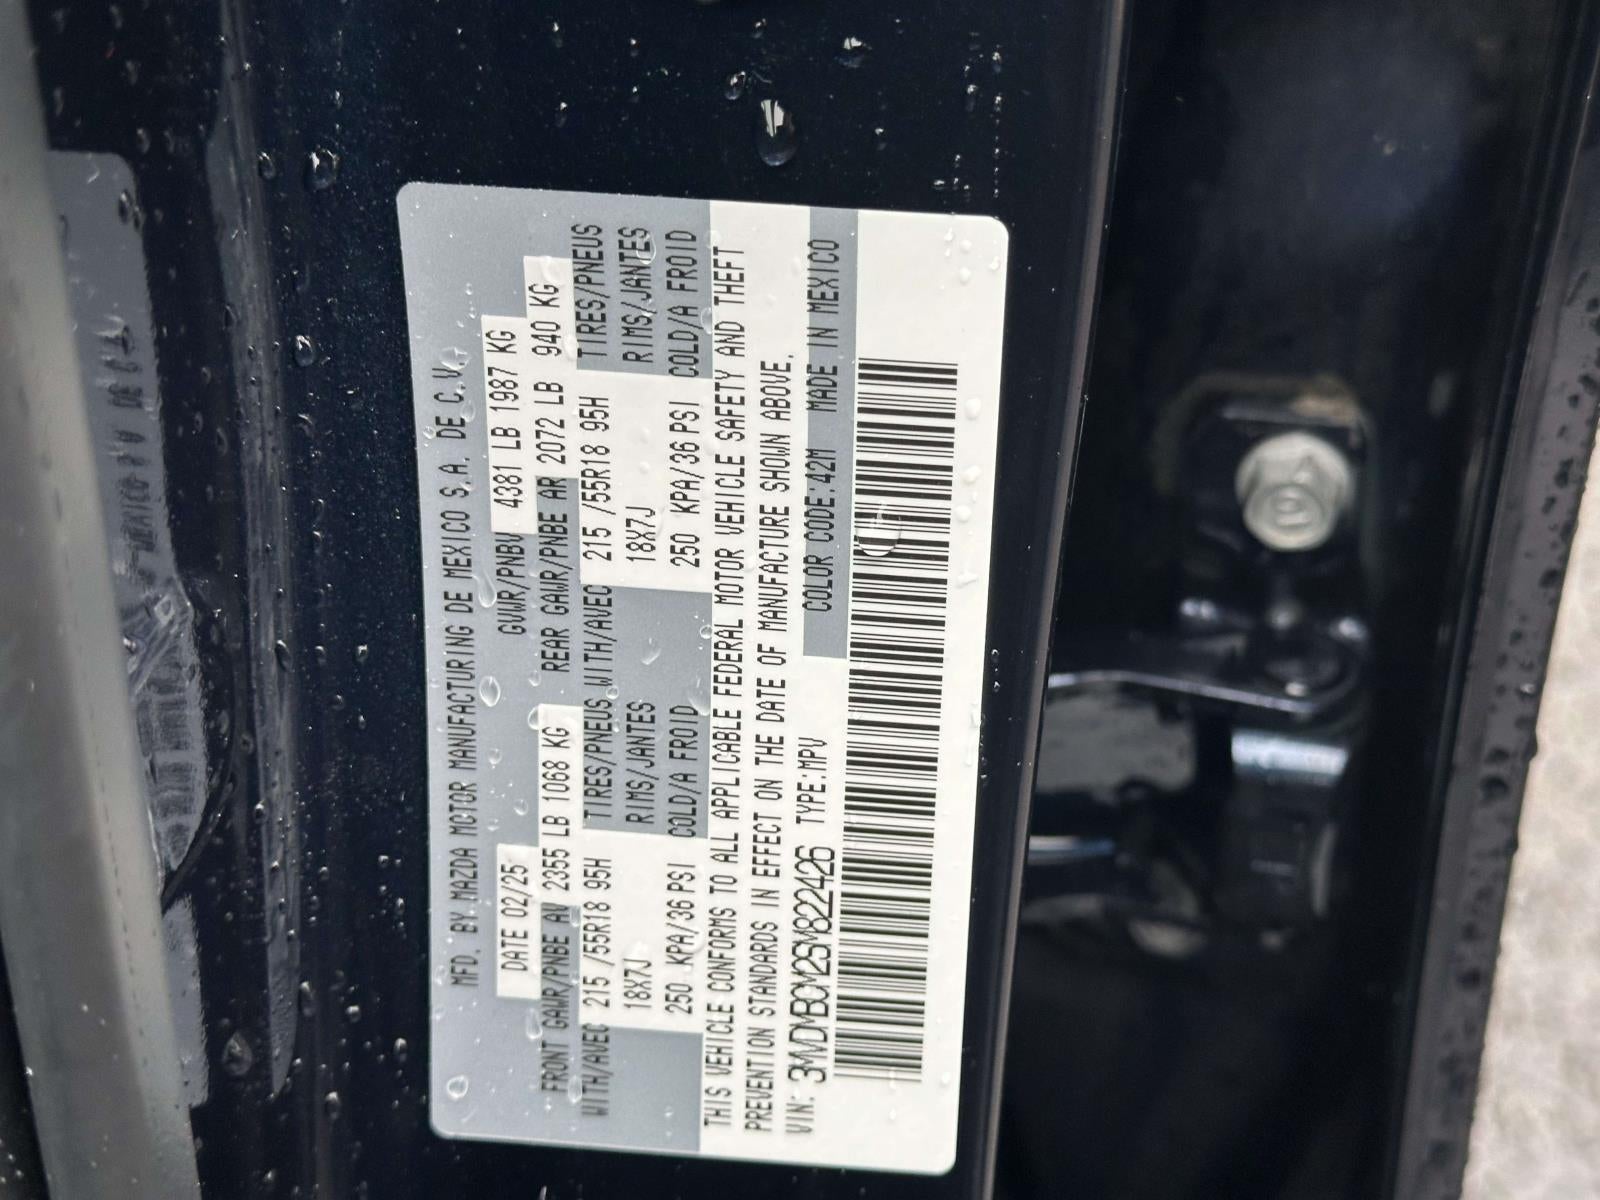 MFD. BY MAZDA MOTOR MANUFACTURING DE MEXICO S.A. DE C.V.
DATE 02/25 GVWR/PNBV 4381 LB 1987 KG
FRONT GAWR/PNBE AV 2355 LB 1068 KG REAR GAWR/PNBE AR 2072 LB 940 KG
WITH/AVEC 215 /55R18 95H TIRES/PNEUS WITH/AVEC 215 /55R18 95H TIRES/PNEUS
18X7J RIMS/JANTES 18X7J RIMS/JANTES
250 KPA/36 PSI COLD/A FROID 250 KPA/36 PSI COLD/A FROID
THIS VEHICLE CONFORMS TO ALL APPLICABLE FEDERAL MOTOR VEHICLE SAFETY AND THEFT
PREVENTION STANDARDS IN EFFECT ON THE DATE OF MANUFACTURE SHOWN ABOVE.
VIN: 3MVDMBCY2SM822426 TYPE:MPV COLOR CODE:42M MADE IN MEXICO